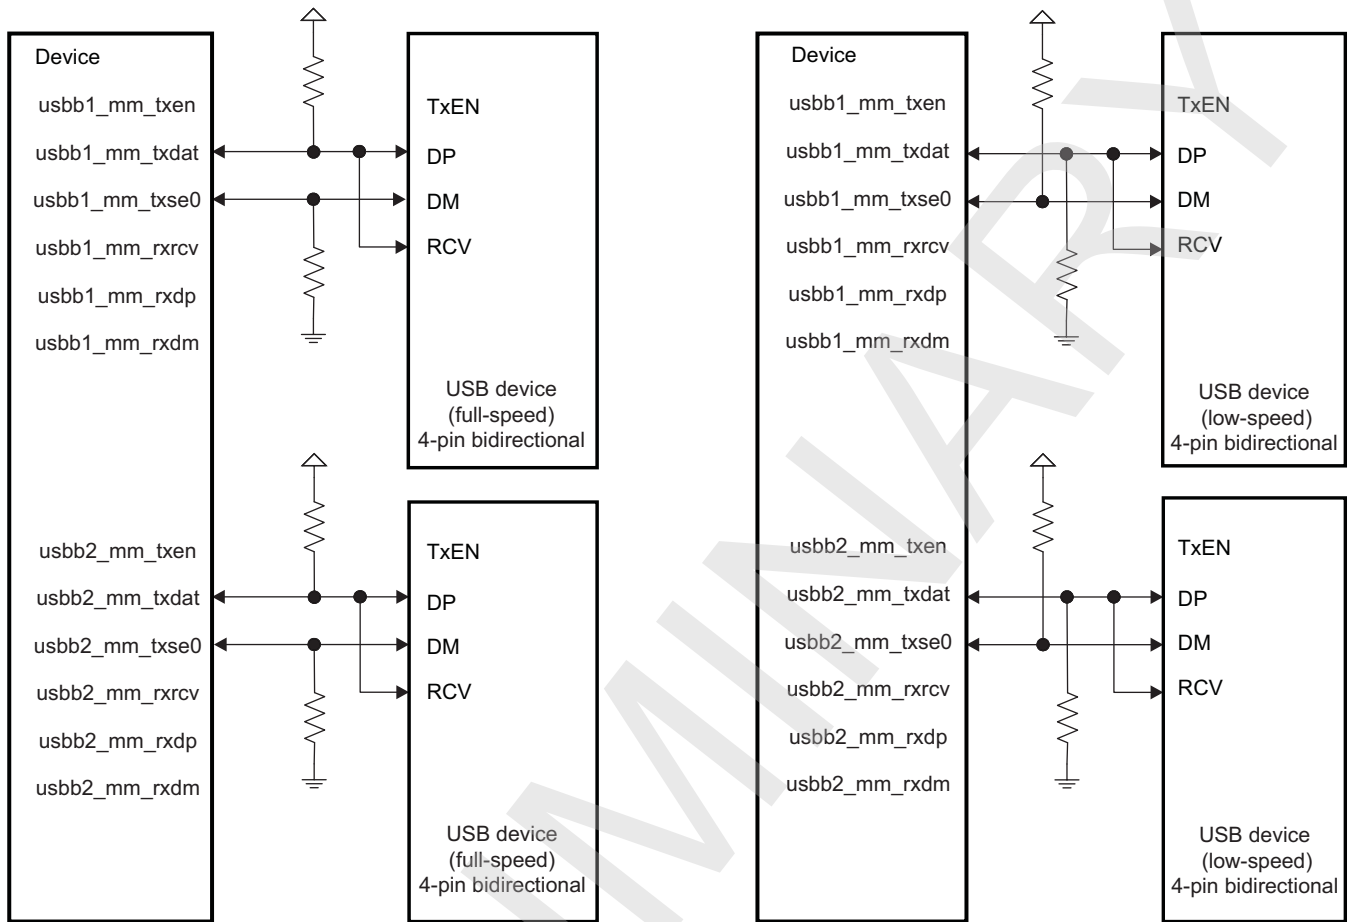 Device
usbb1_mm_txen
usbb1_mm_txdat
usbb1_mm_txse0
usbb1_mm_rxrcv
usbb1_mm_rxdp
usbb1_mm_rxdm
usbb2_mm_txen
usbb2_mm_txdat
usbb2_mm_txse0
usbb2_mm_rxrcv
usbb2_mm_rxdp
usbb2_mm_rxdm
TxEN
DP
DM
RCV
USB device
(full-speed)
4-pin bidirectional
TxEN
DP
DM
RCV
USB device
(full-speed)
4-pin bidirectional
Device
usbb1_mm_txen
usbb1_mm_txdat
usbb1_mm_txse0
usbb1_mm_rxrcv
usbb1_mm_rxdp
usbb1_mm_rxdm
usbb2_mm_txen
usbb2_mm_txdat
usbb2_mm_txse0
usbb2_mm_rxrcv
usbb2_mm_rxdp
usbb2_mm_rxdm
TxEN
DP
DM
RCV
USB device
(low-speed)
4-pin bidirectional
TxEN
DP
DM
RCV
USB device
(low-speed)
4-pin bidirectional
IMINARY